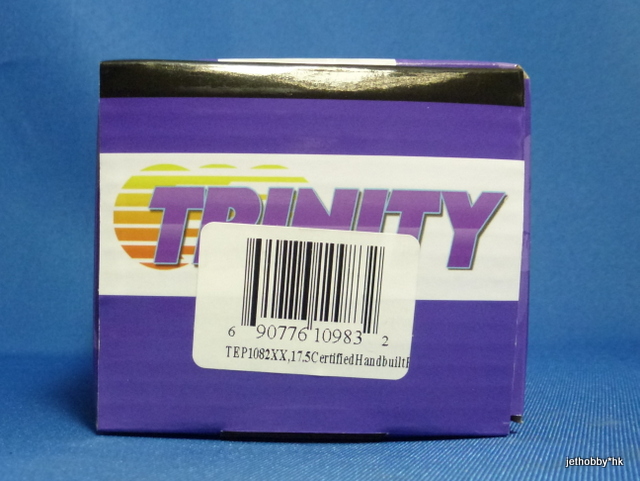 TRINITY
6 90776 10983 2
TEP1082XX,17.5CertifiedHandbuilt
jethobby*hk